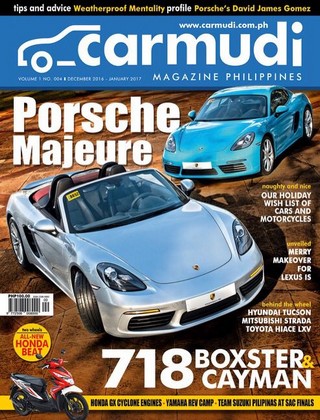 tips and advice Weatherproof Mentality profile Porsche's David James Gomez
www.carmudi.com.ph
carmudi
VOLUME 1 NO. 004 DECEMBER 2016 - JANUARY 2017
MAGAZINE PHILIPPINES
Porsche
Majeure
naughty and nice
OUR HOLIDAY
WISH LIST OF
CARS AND
MOTORCYCLES
unveiled
MERRY
MAKEOVER
FOR
LEXUS IS
behind the wheel
HYUNDAI TUCSON
MITSUBISHI STRADA
TOYOTA HIACE LXV
PHP100.00
two wheels
ALL-NEW
HONDA
BEAT
718 BOXSTER &
CAYMAN
HONDA GX CYCLONE ENGINES - YAMAHA REV CAMP - TEAM SUZUKI PILIPINAS AT SAC FINALS